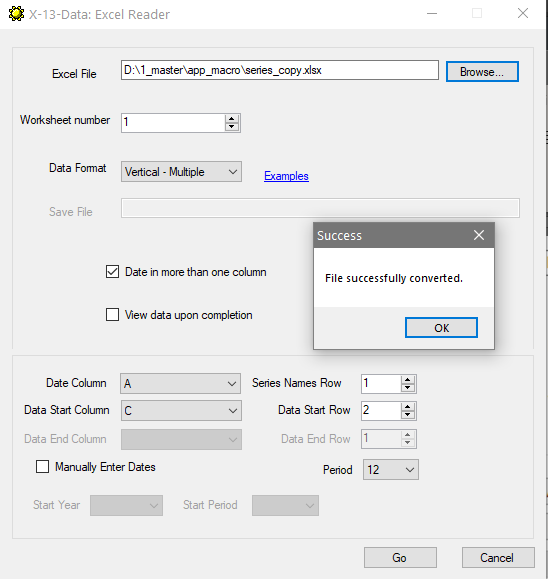 X-13-Data: Excel Reader
Excel File D:\1_master\app_macro\series_copy.xlsx Browse...
Worksheet number 1
Data Format Vertical - Multiple Examples
Save File
Success
Date in more than one column
File successfully converted.
View data upon completion
OK
Date Column A Series Names Row 1
Data Start Column C Data Start Row 2
Data End Column Data End Row 1
Manually Enter Dates Period 12
Start Year Start Period
Go Cancel